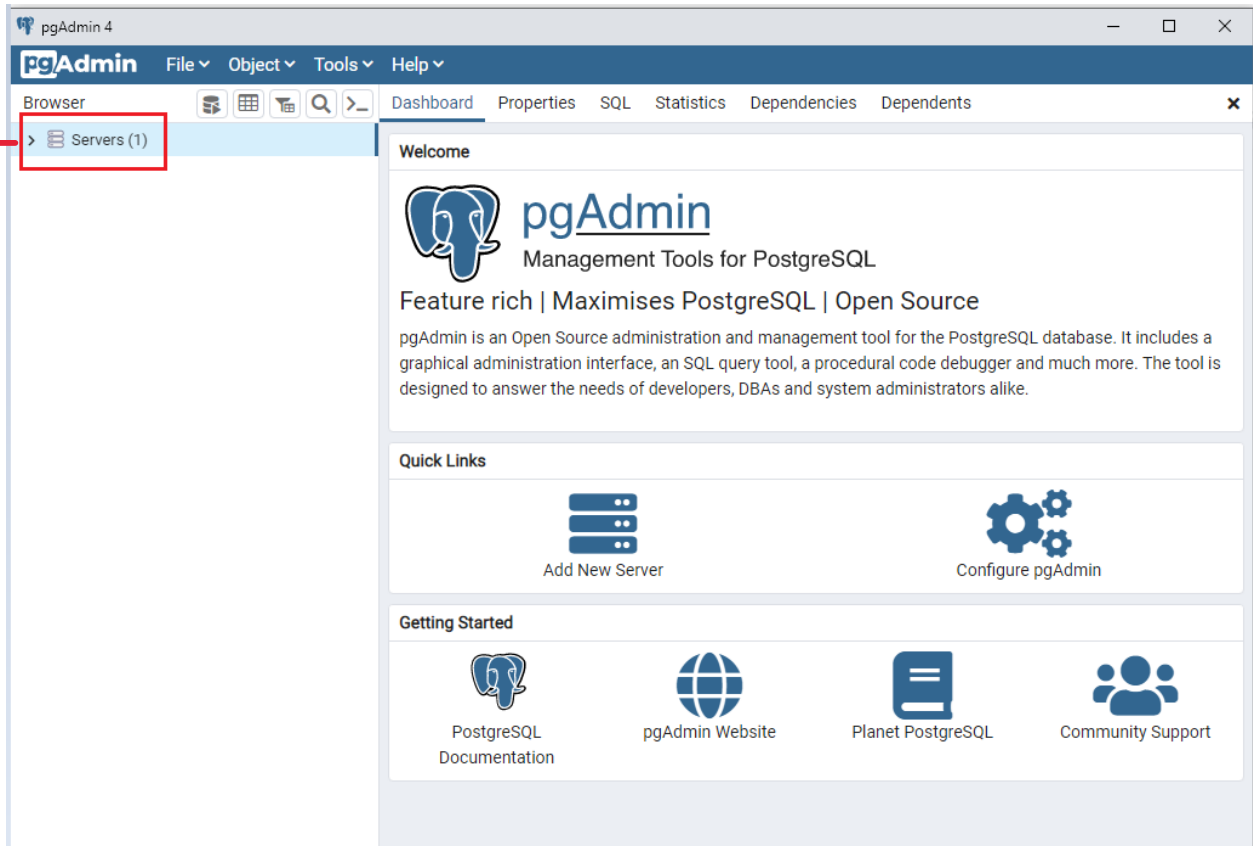 pgAdmin 4
pgAdmin File Object Tools Help
Browser Dashboard Properties SQL Statistics Dependencies Dependents
Servers (1)
Welcome
pgAdmin
Management Tools for PostgreSQL
Feature rich | Maximises PostgreSQL | Open Source
pgAdmin is an Open Source administration and management tool for the PostgreSQL database. It includes a
graphical administration interface, an SQL query tool, a procedural code debugger and much more. The tool is
designed to answer the needs of developers, DBAs and system administrators alike.
Quick Links
Add New Server Configure pgAdmin
Getting Started
PostgreSQL
Documentation
pgAdmin Website
Planet PostgreSQL
Community Support